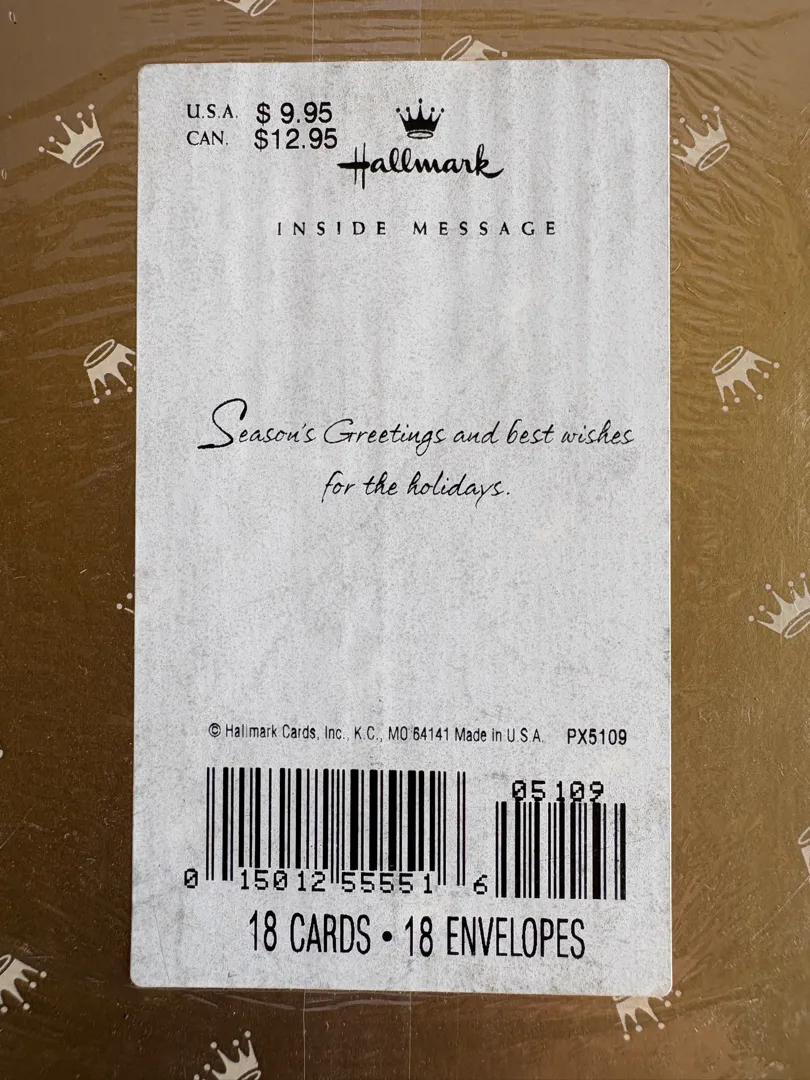 U.S.A. $ 9.95
CAN. $12.95
Hallmark
INSIDE MESSAGE
Season's Greetings and best wishes
for the holidays.
© Hallmark Cards, Inc., K.C., MO 64141 Made in U.S.A. PX5109
05109
0 15012 55551 6
18 CARDS • 18 ENVELOPES